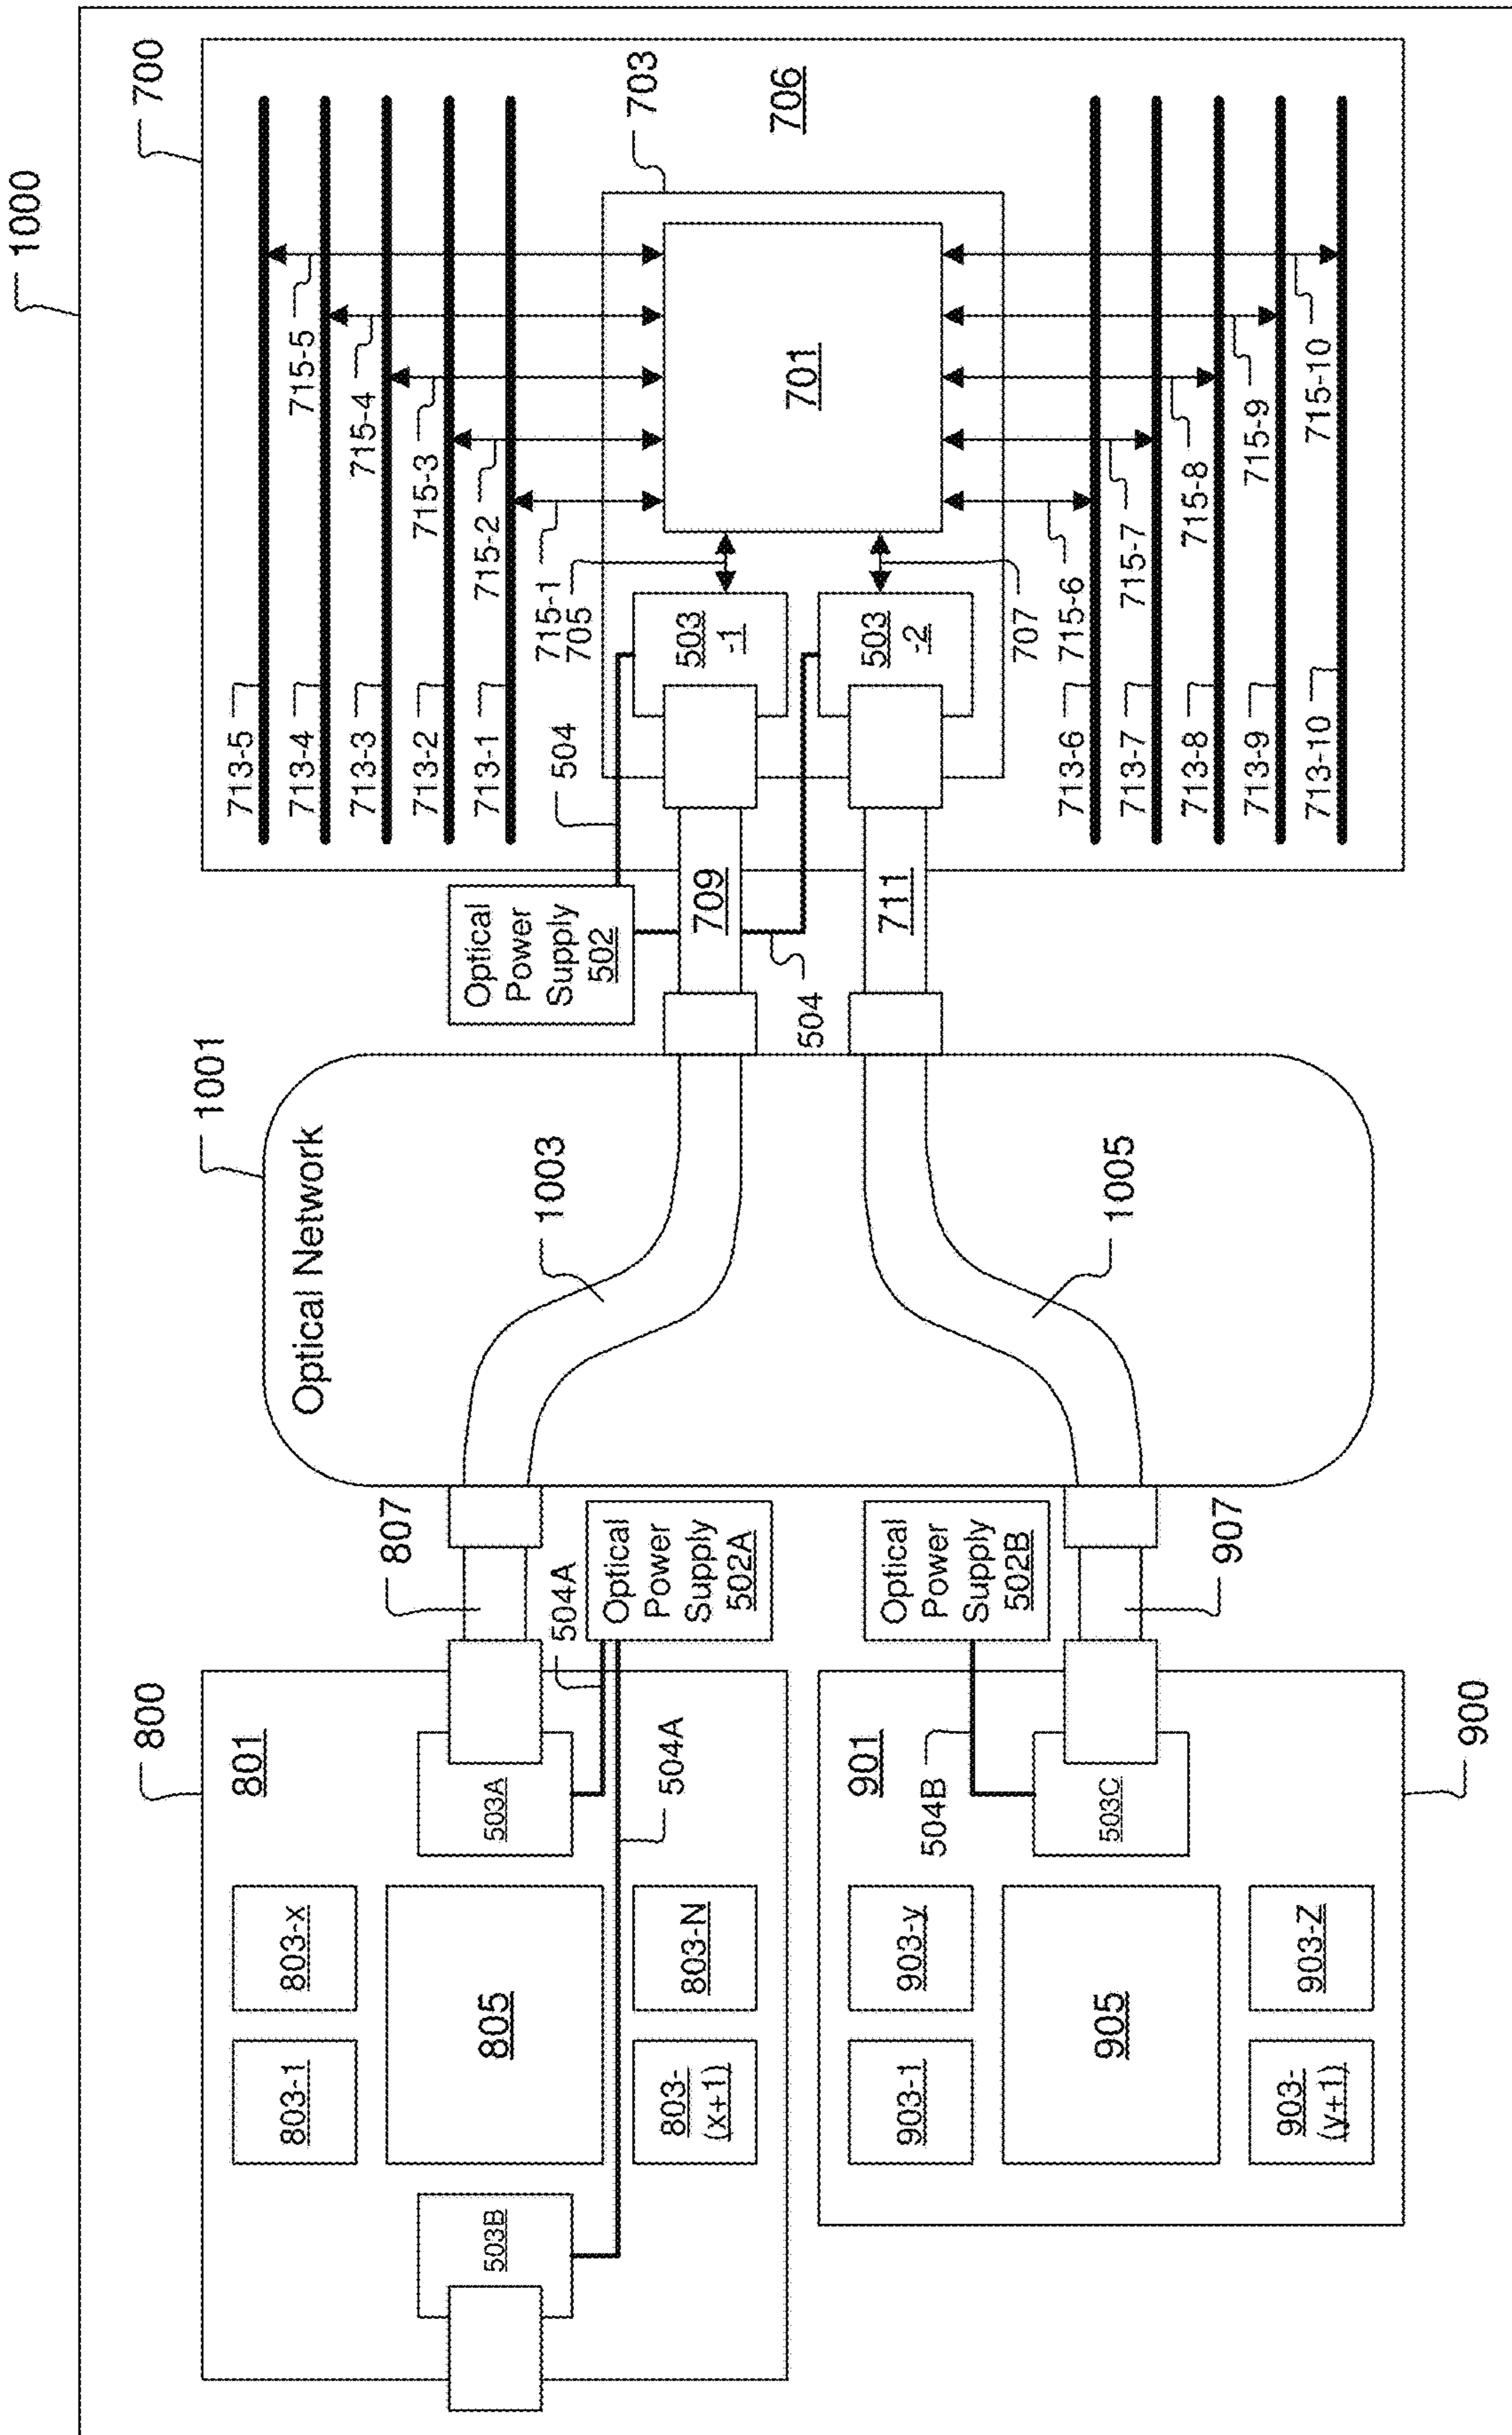 1000
800
801
503B
803-1
803-x
805
803-
(x+1)
803-N
503A
504A
504A
807
Optical
Power
Supply
502A
900
901
903-1
903-y
905
903-
(y+1)
903-Z
503C
504B
Optical
Power
Supply
502B
907
1001
Optical Network
1003
1005
Optical
Power
Supply
502
504
504
709
711
700
703
706
713-5
713-4
713-3
713-2
713-1
715-5
715-4
715-3
715-2
715-1
705
503
-1
503
-2
701
707
715-6
715-7
715-8
715-9
715-10
713-6
713-7
713-8
713-9
713-10